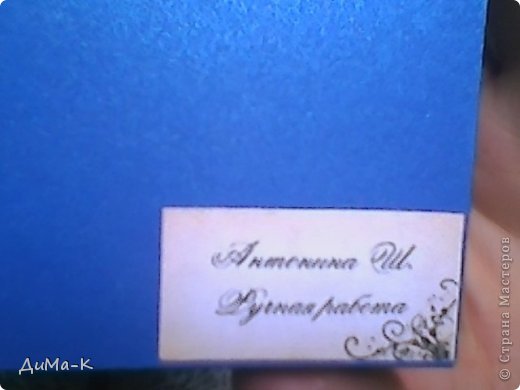 Антонина Ш.
Ручная работа
ДиМа-К
© Страна Мастеров